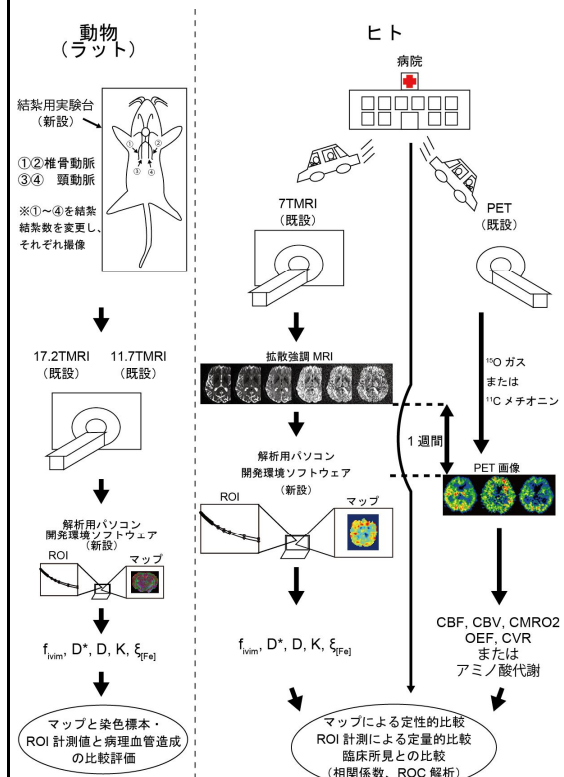 動物
（ラット）
結紮用実験台
（新設）
①
②
③
④
①②椎骨動脈
③④　頸動脈
※①～④を結紮
結紮数を変更し、
それぞれ撮像
17.2TMRI
（既設）
11.7TMRI
（既設）
解析用パソコン
開発環境ソフトウェア
（新設）
ROI
マップ
fivim, D*, D, K, ξ[Fe]
マップと染色標本・
ROI 計測値と病理血管造成
の比較評価
ヒト
病院
7TMRI
（既設）
PET
（既設）
拡散強調 MRI
15O ガス
または
11C メチオニン
1 週間
解析用パソコン
開発環境ソフトウェア
（新設）
ROI
マップ
PET 画像
fivim, D*, D, K, ξ[Fe]
CBF, CBV, CMRO2
OEF, CVR
または
アミノ酸代謝
マップによる定性的比較
ROI 計測による定量的比較
臨床所見との比較
（相関係数、ROC 解析）